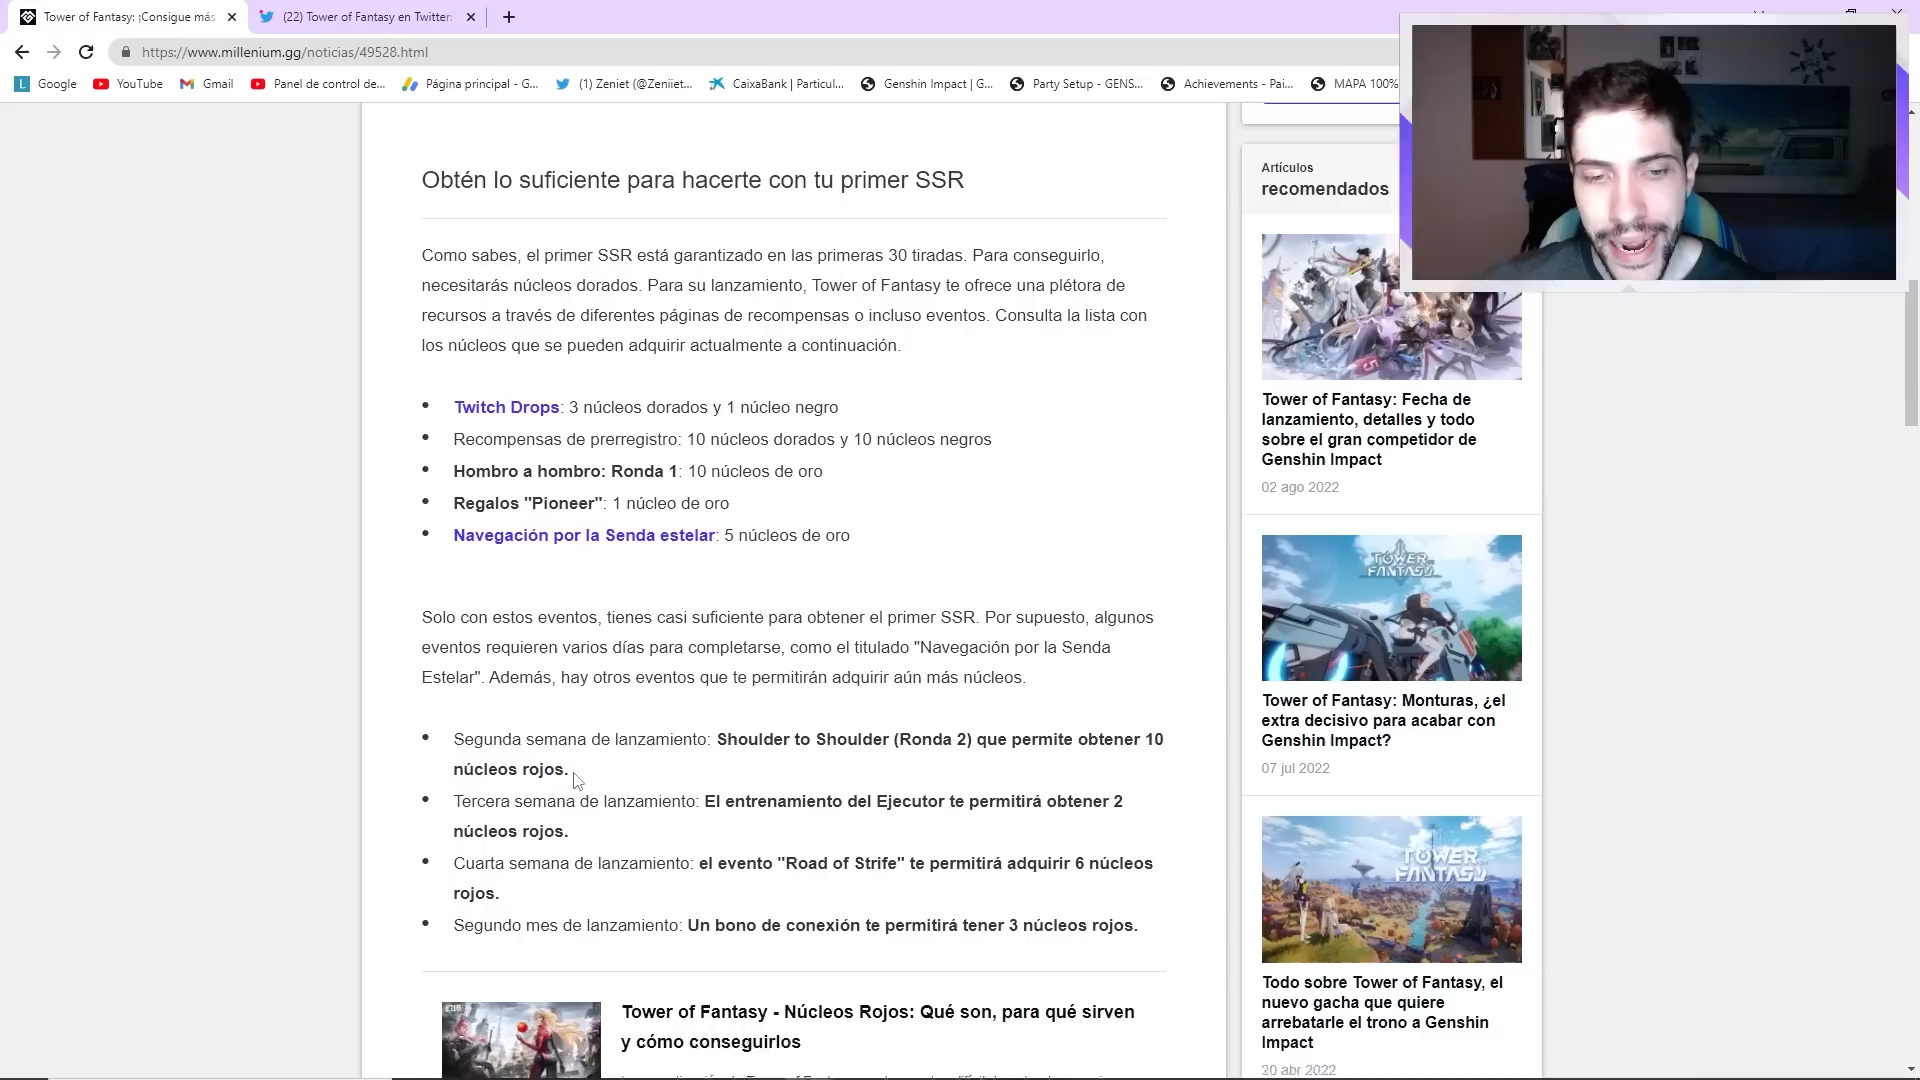 Tower of Fantasy: ¡Consigue más
(22) Tower of Fantasy en Twitter:
https://www.millenium.gg/noticias/49528.html
Google
YouTube
Gmail
Panel de control de...
Página principal - G...
(1) Zeniet (@Zeniiet...
CaixaBank | Particul...
Genshin Impact | G...
Party Setup - GENS...
Achievements - Pai...
MAPA 100%
Obtén lo suficiente para hacerte con tu primer SSR
Como sabes, el primer SSR está garantizado en las primeras 30 tiradas. Para conseguirlo,
necesitarás núcleos dorados. Para su lanzamiento, Tower of Fantasy te ofrece una plétora de
recursos a través de diferentes páginas de recompensas o incluso eventos. Consulta la lista con
los núcleos que se pueden adquirir actualmente a continuación.
• Twitch Drops: 3 núcleos dorados y 1 núcleo negro
• Recompensas de prerregistro: 10 núcleos dorados y 10 núcleos negros
• Hombro a hombro: Ronda 1: 10 núcleos de oro
• Regalos "Pioneer": 1 núcleo de oro
• Navegación por la Senda estelar: 5 núcleos de oro
Solo con estos eventos, tienes casi suficiente para obtener el primer SSR. Por supuesto, algunos
eventos requieren varios días para completarse, como el titulado "Navegación por la Senda
Estelar". Además, hay otros eventos que te permitirán adquirir aún más núcleos.
• Segunda semana de lanzamiento: Shoulder to Shoulder (Ronda 2) que permite obtener 10
núcleos rojos.
• Tercera semana de lanzamiento: El entrenamiento del Ejecutor te permitirá obtener 2
núcleos rojos.
• Cuarta semana de lanzamiento: el evento "Road of Strife" te permitirá adquirir 6 núcleos
rojos.
• Segundo mes de lanzamiento: Un bono de conexión te permitirá tener 3 núcleos rojos.
Tower of Fantasy - Núcleos Rojos: Qué son, para qué sirven
y cómo conseguirlos
Artículos
recomendados
Tower of Fantasy: Fecha de
lanzamiento, detalles y todo
sobre el gran competidor de
Genshin Impact
02 ago 2022
TOWER OF
FANTASY
Tower of Fantasy: Monturas, ¿el
extra decisivo para acabar con
Genshin Impact?
07 jul 2022
TOWER OF
FANTASY
Todo sobre Tower of Fantasy, el
nuevo gacha que quiere
arrebatarle el trono a Genshin
Impact
20 abr 2022